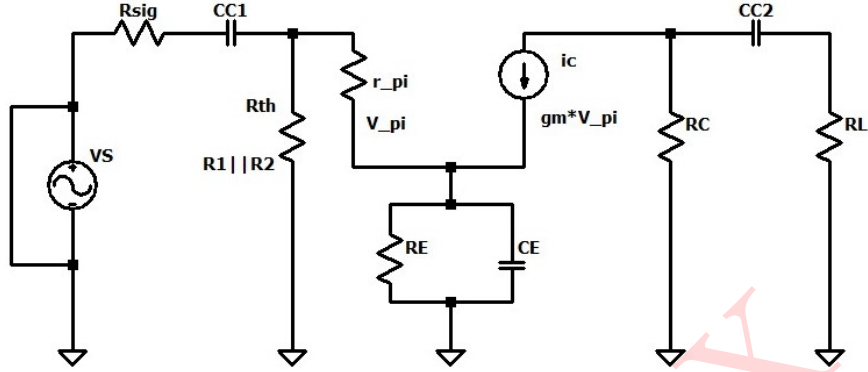 Rsig
CC1
CC2
ic
r_pi
Rth
V_pi
gm*V_pi
RC
RL
VS
R1||R2
RE
CE